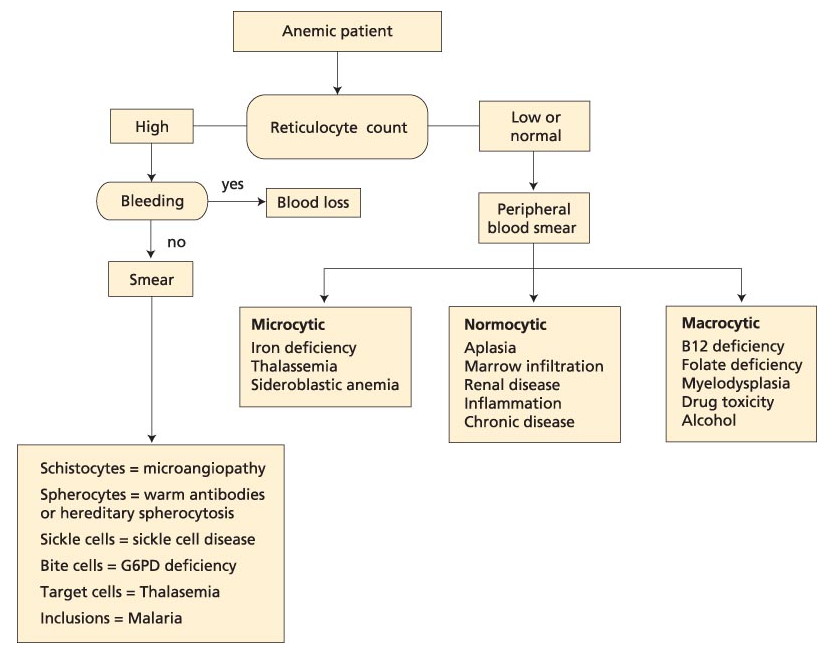 Anemic patient
Reticulocyte count
High
Low or
normal
Bleeding
yes
Blood loss
no
Smear
Peripheral
blood smear
Microcytic
Iron deficiency
Thalassemia
Sideroblastic anemia
Normocytic
Aplasia
Marrow infiltration
Renal disease
Inflammation
Chronic disease
Macrocytic
B12 deficiency
Folate deficiency
Myelodysplasia
Drug toxicity
Alcohol
Schistocytes = microangiopathy
Spherocytes = warm antibodies
or hereditary spherocytosis
Sickle cells = sickle cell disease
Bite cells = G6PD deficiency
Target cells = Thalasemia
Inclusions = Malaria